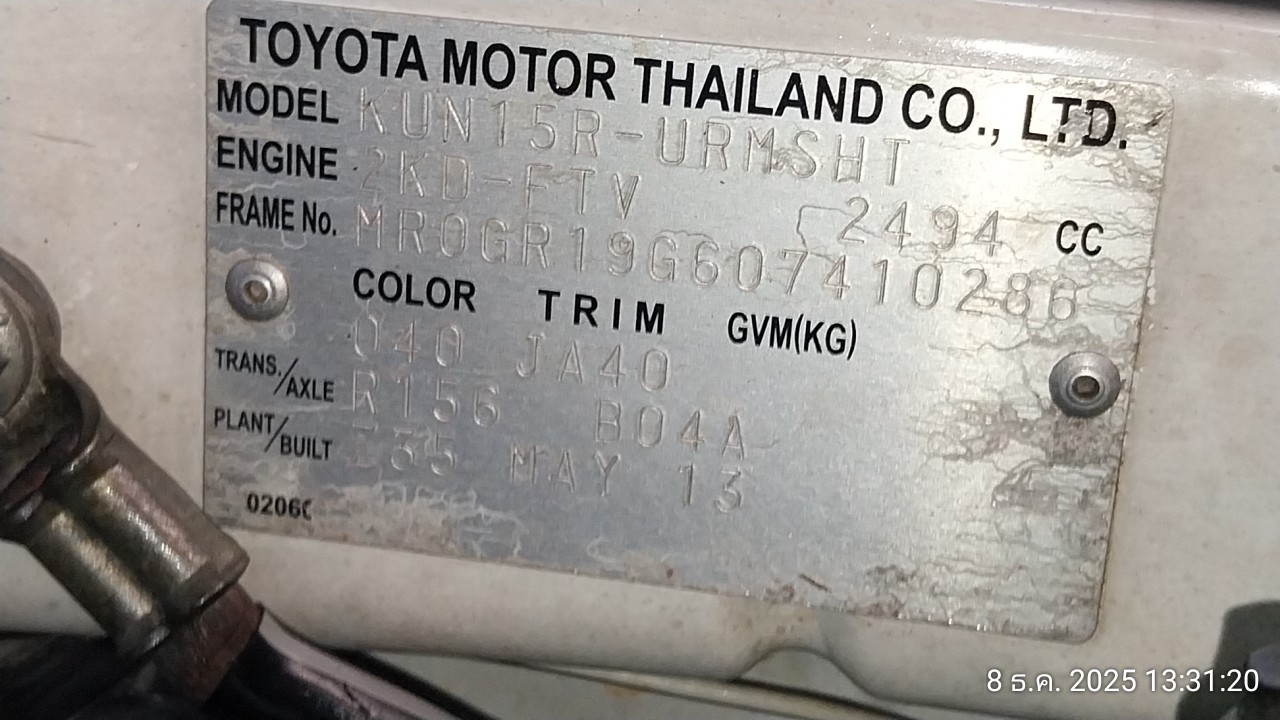 TOYOTA MOTOR THAILAND CO., LTD.
MODEL KUN15R-URMSHT
ENGINE 2KD-FTV 2494 CC
FRAME No. MR0GR19G607410286
COLOR TRIM GVM(KG)
040 JA40
TRANS./AXLE R156 B04A
PLANT/BUILT MAY 13
8 ธ.ค. 2025 13:31:20